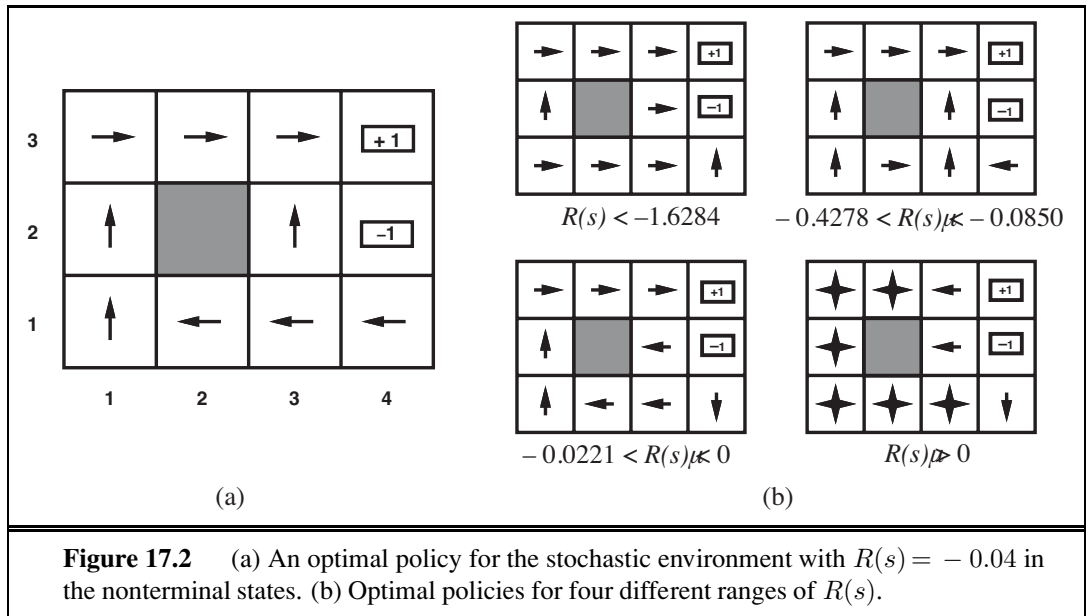 3
2
1
+ 1
–1
1 2 3 4
(a)
+1
–1
R(s) < –1.6284
+1
–1
– 0.4278 < R(s)µ< – 0.0850
+1
–1
– 0.0221 < R(s)µ< 0
+1
–1
R(s)µ> 0
(b)
Figure 17.2 (a) An optimal policy for the stochastic environment with R(s) = − 0.04 in
the nonterminal states. (b) Optimal policies for four different ranges of R(s).